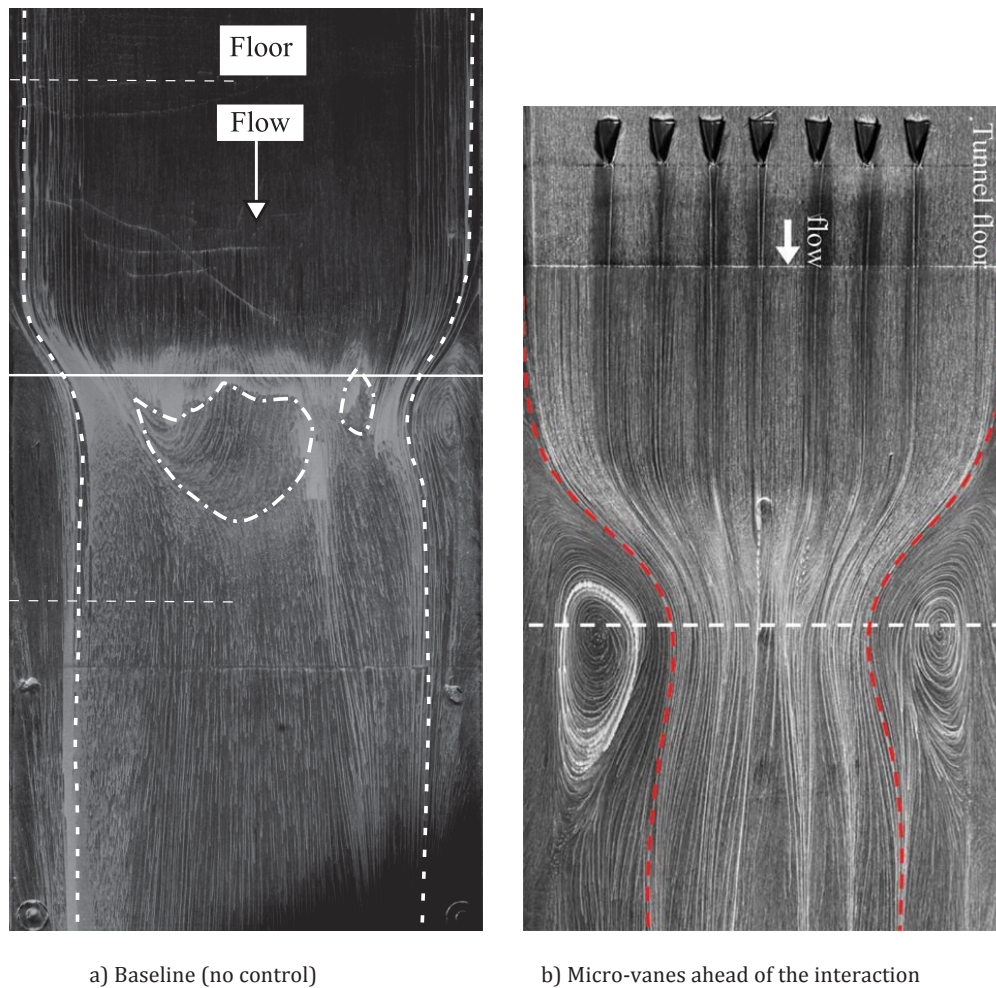 Floor
Flow
Tunnel floor
flow
a) Baseline (no control)
b) Micro-vanes ahead of the interaction